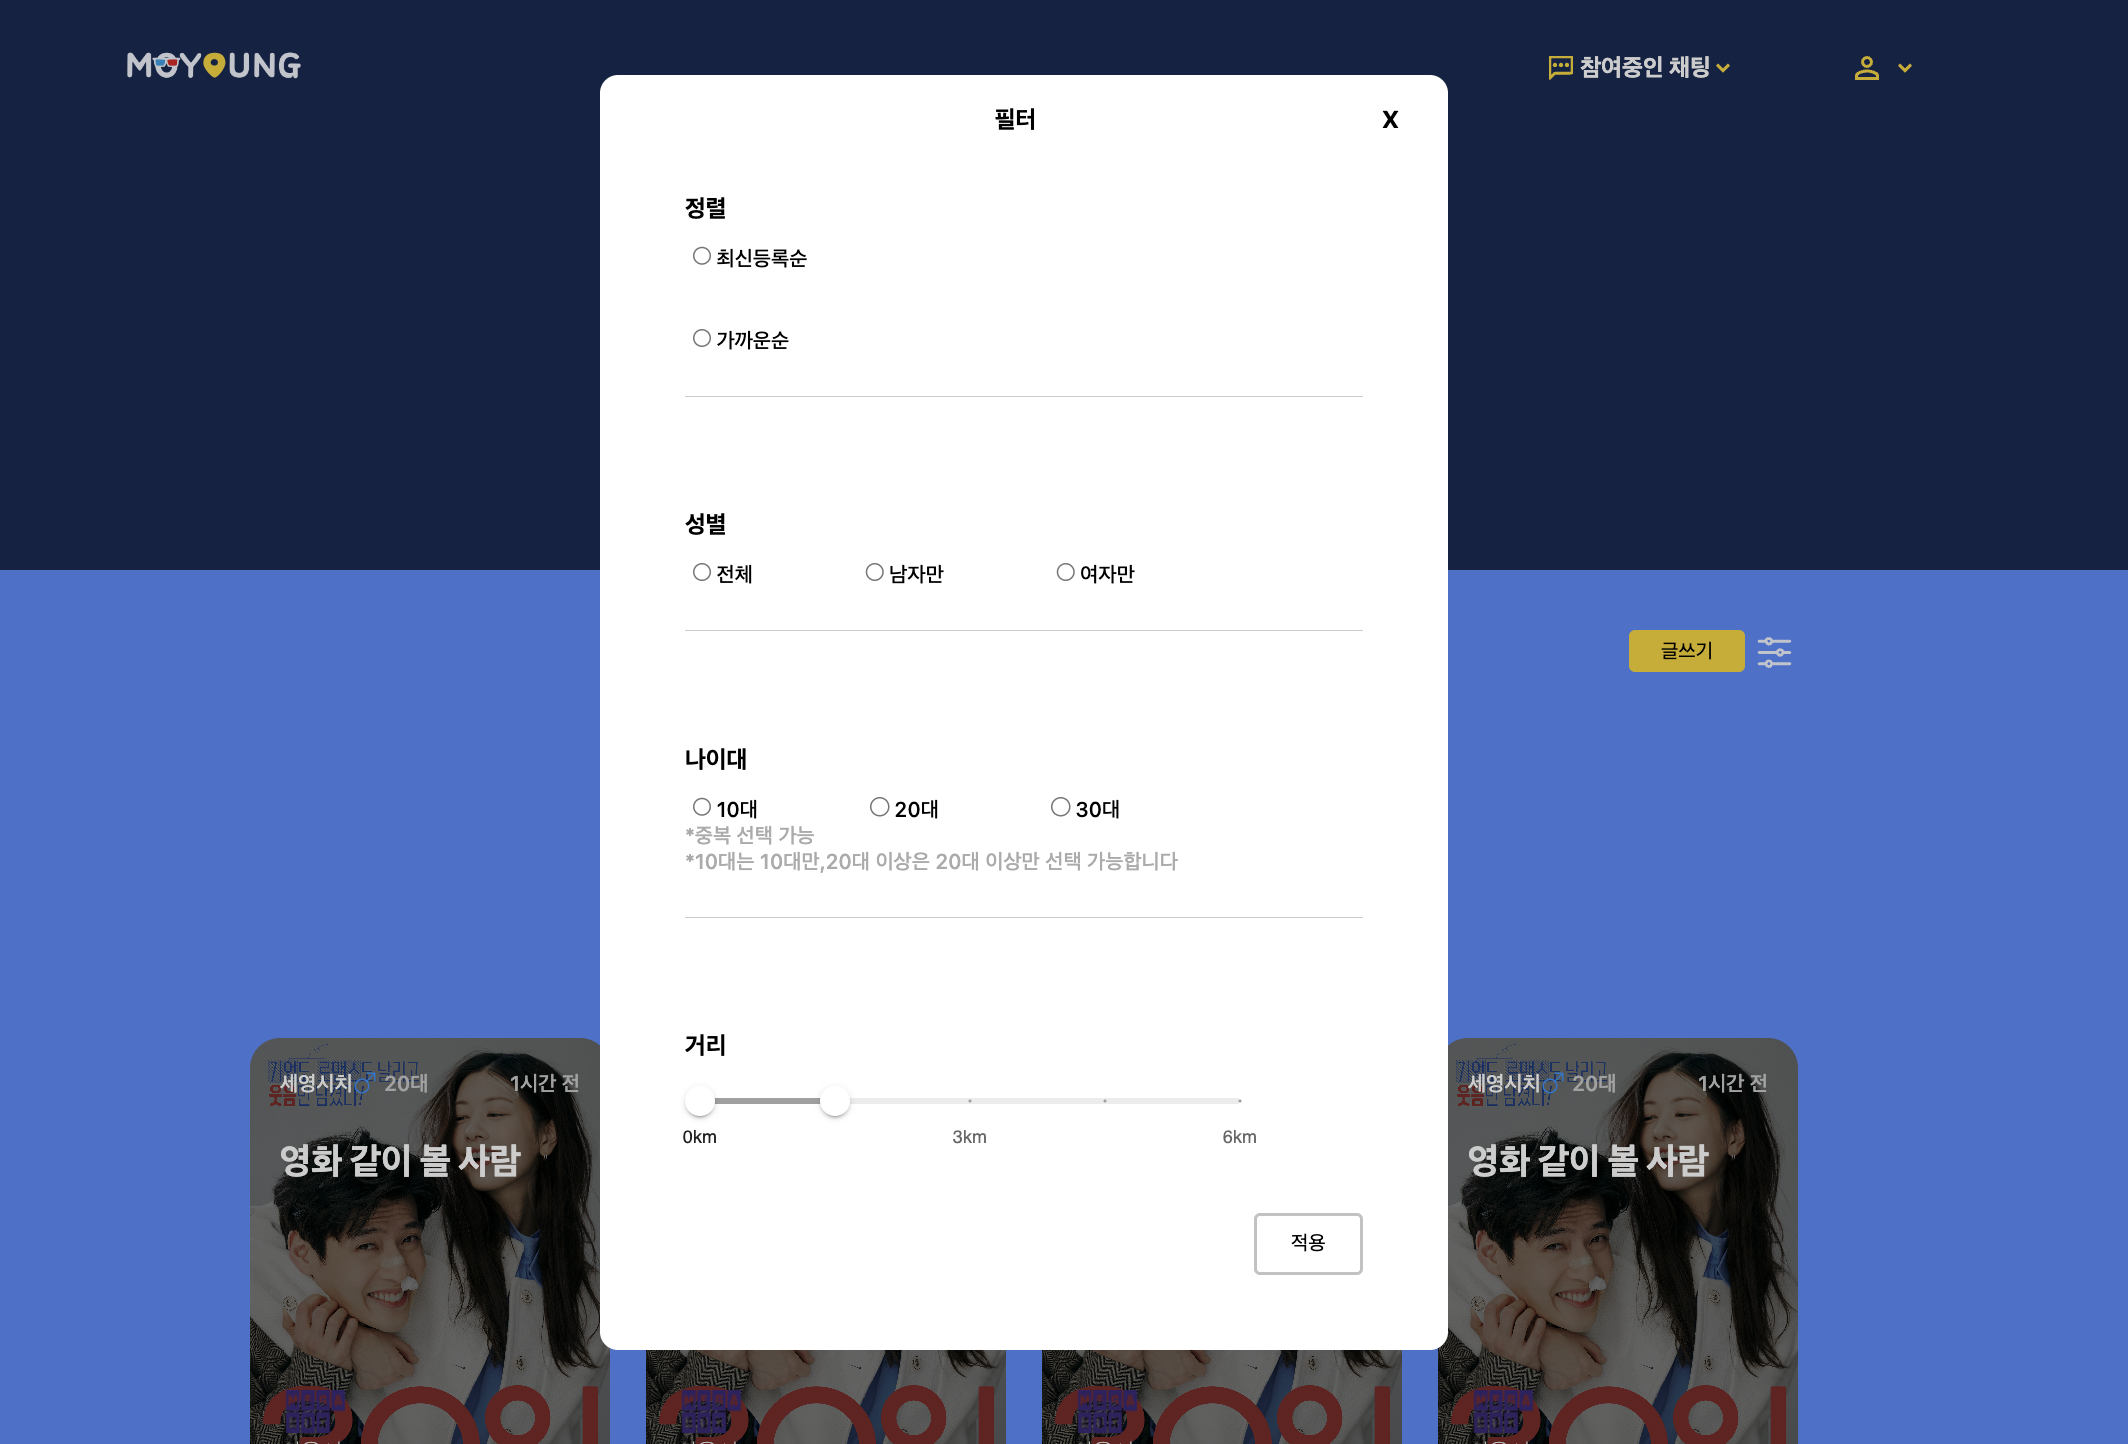 MOYOUNG
참여중인 채팅
필터
X
정렬
최신등록순
가까운순
성별
전체
남자만
여자만
글쓰기
나이대
10대
20대
30대
*중복 선택 가능
*10대는 10대만,20대 이상은 20대 이상만 선택 가능합니다
거리
0km
3km
6km
적용
세영시치 20대 1시간 전
영화 같이 볼 사람
세영시치 20대 1시간 전
영화 같이 볼 사람